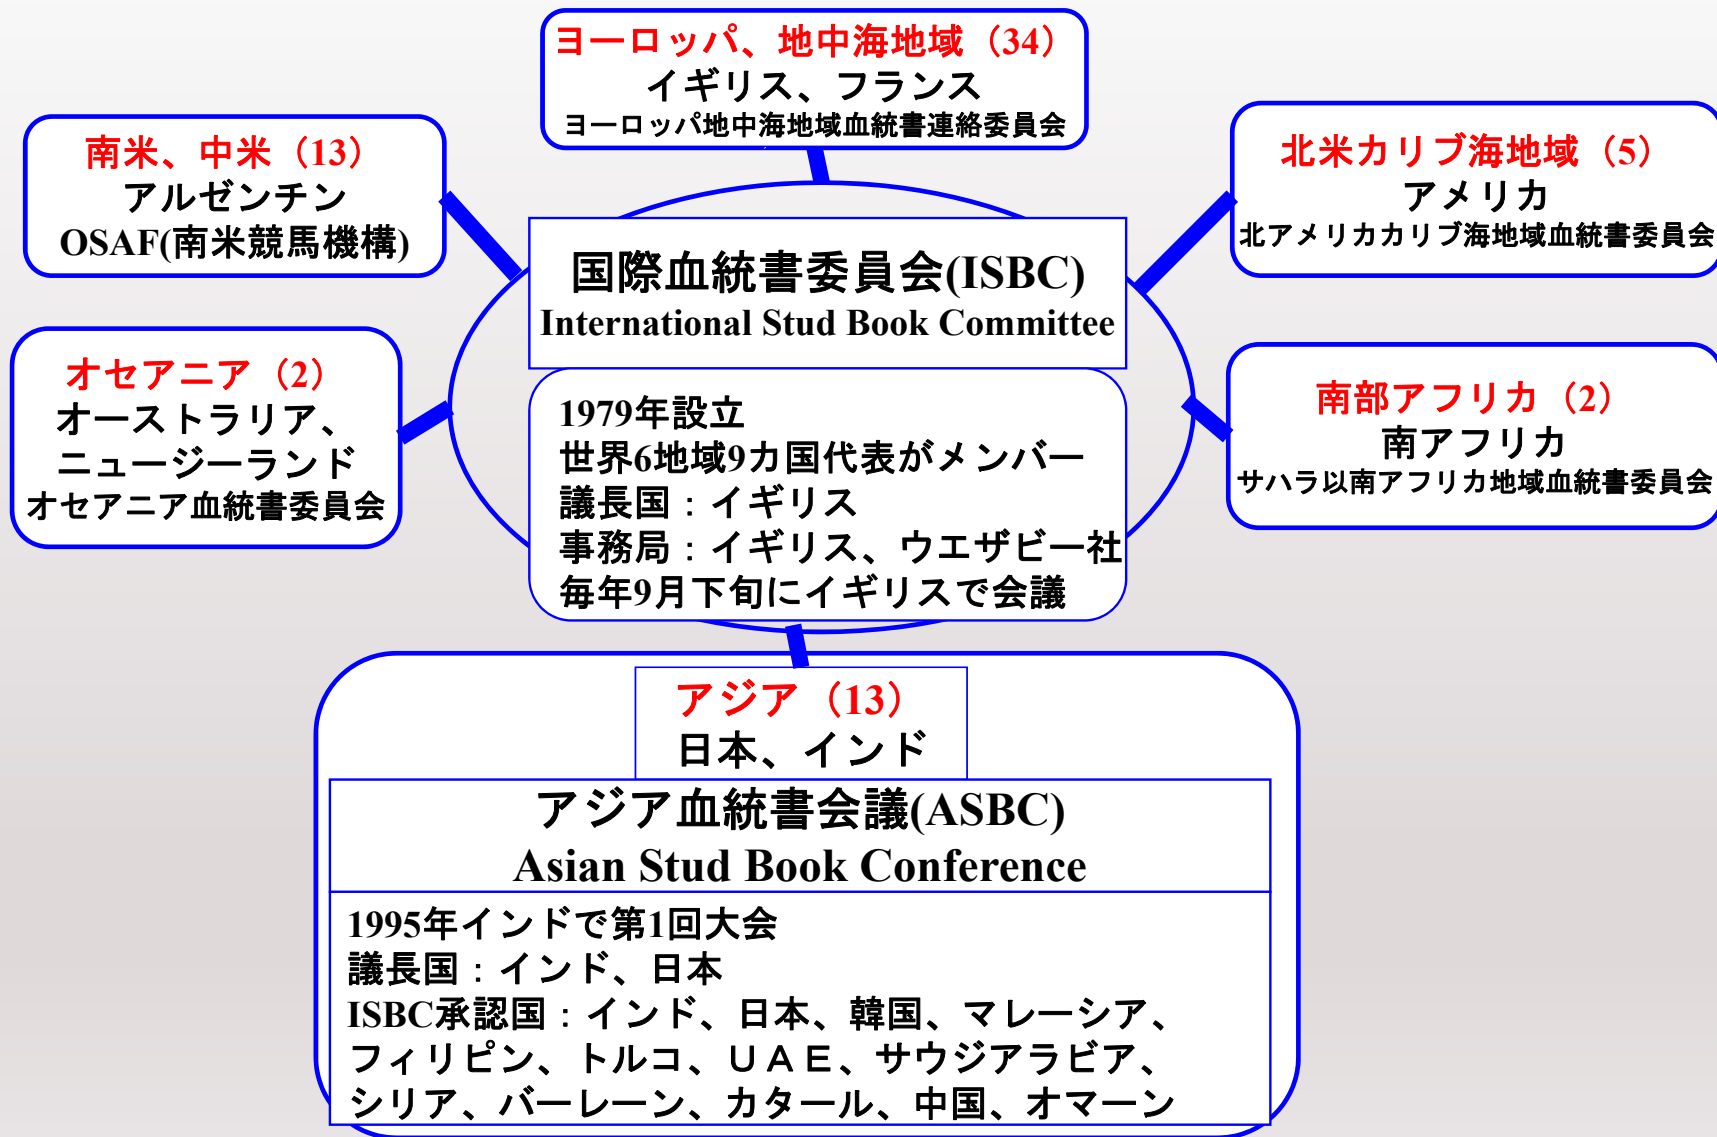 ヨーロッパ、地中海地域（34）
イギリス、フランス
ヨーロッパ地中海地域血統書連絡委員会
南米、中米（13）
アルゼンチン
OSAF(南米競馬機構)
北米カリブ海地域（5）
アメリカ
北アメリカカリブ海地域血統書委員会
国際血統書委員会(ISBC)
International Stud Book Committee
オセアニア（2）
オーストラリア、
ニュージーランド
オセアニア血統書委員会
南部アフリカ（2）
南アフリカ
サハラ以南アフリカ地域血統書委員会
1979年設立
世界6地域9カ国代表がメンバー
議長国：イギリス
事務局：イギリス、ウエザビー社
毎年9月下旬にイギリスで会議
アジア（13）
日本、インド
アジア血統書会議(ASBC)
Asian Stud Book Conference
1995年インドで第1回大会
議長国：インド、日本
ISBC承認国：インド、日本、韓国、マレーシア、
フィリピン、トルコ、ＵＡＥ、サウジアラビア、
シリア、バーレーン、カタール、中国、オマーン